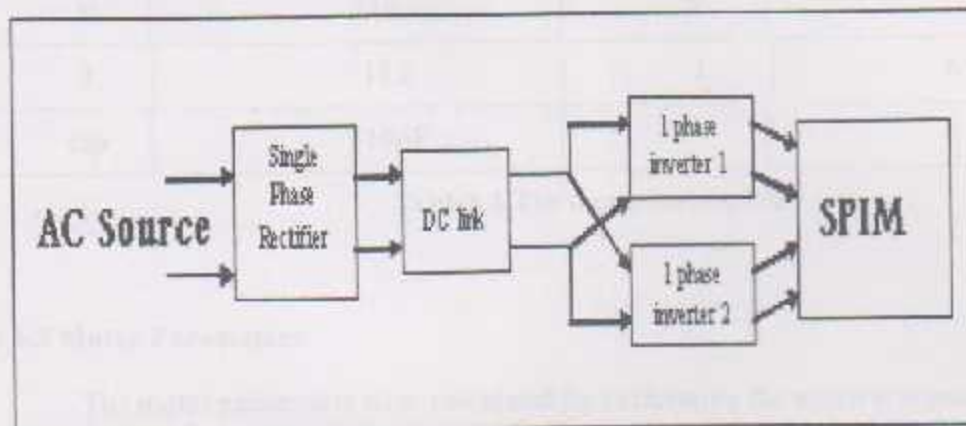 AC Source
Single
Phase
Rectifier
DC link
1 phase
inverter 1
1 phase
inverter 2
SPIM